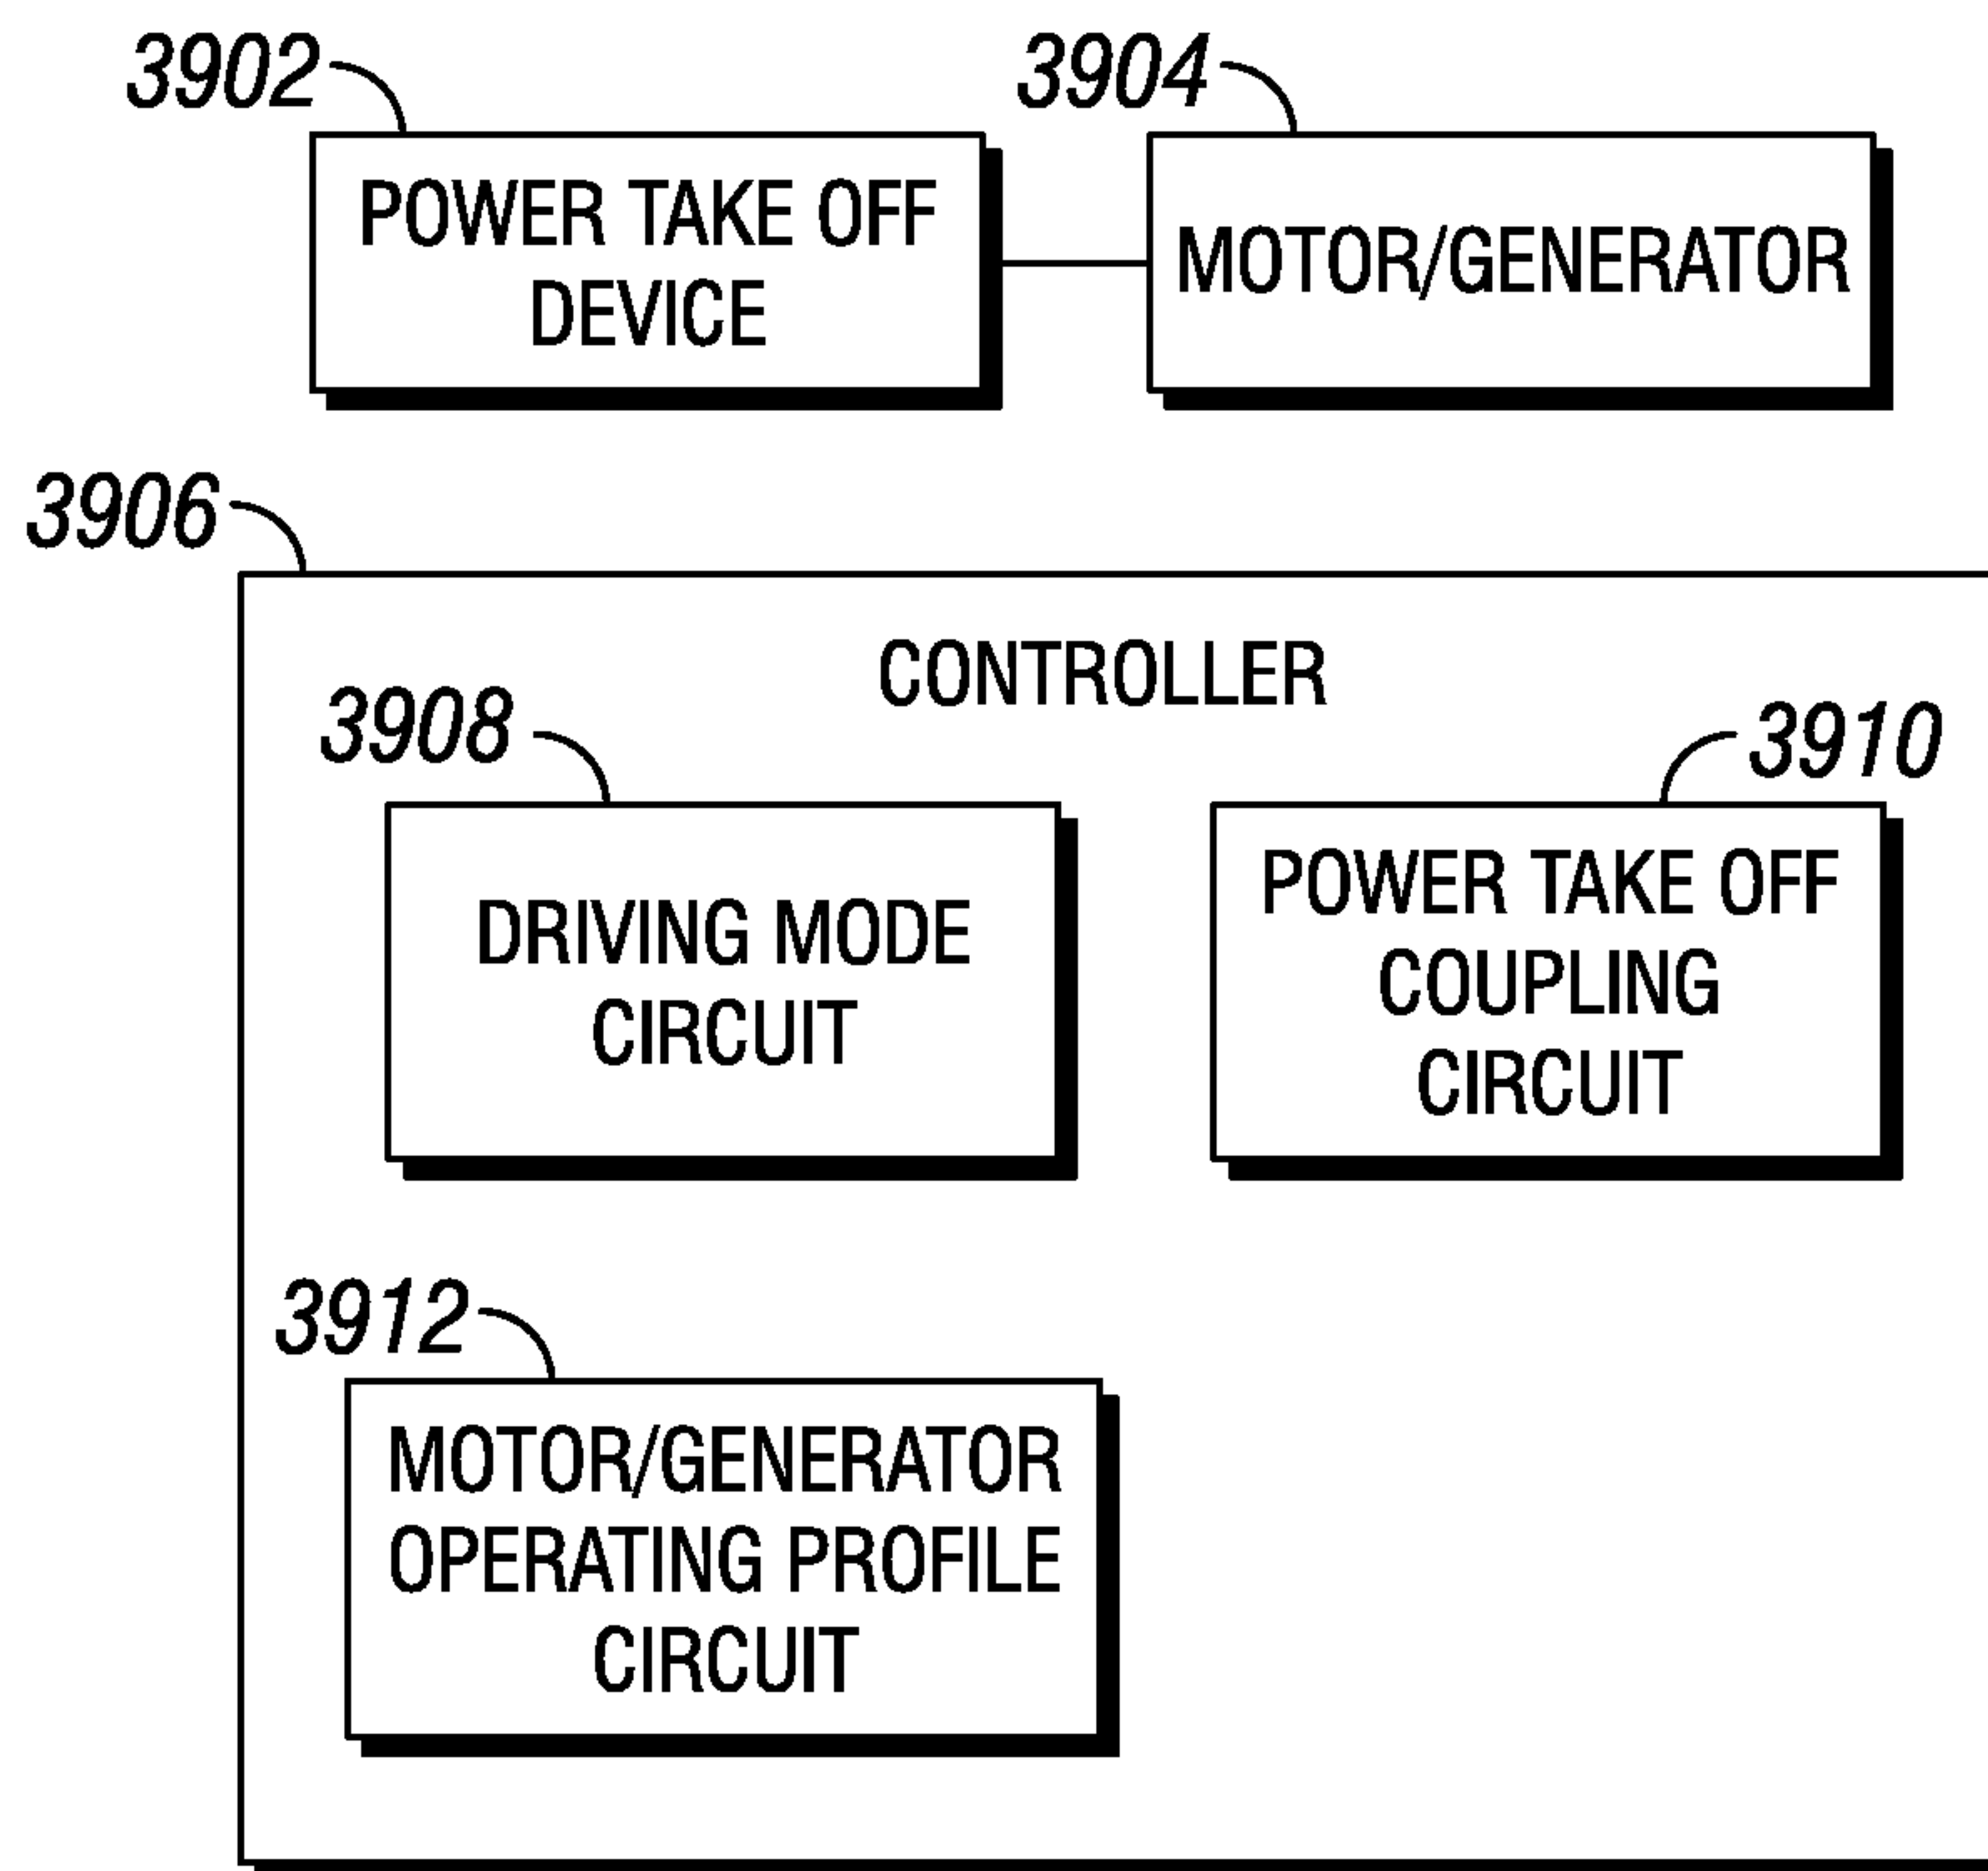 3902
3904
POWER TAKE OFF
DEVICE
MOTOR/GENERATOR
3906
CONTROLLER
3908
3910
DRIVING MODE
CIRCUIT
POWER TAKE OFF
COUPLING
CIRCUIT
3912
MOTOR/GENERATOR
OPERATING PROFILE
CIRCUIT